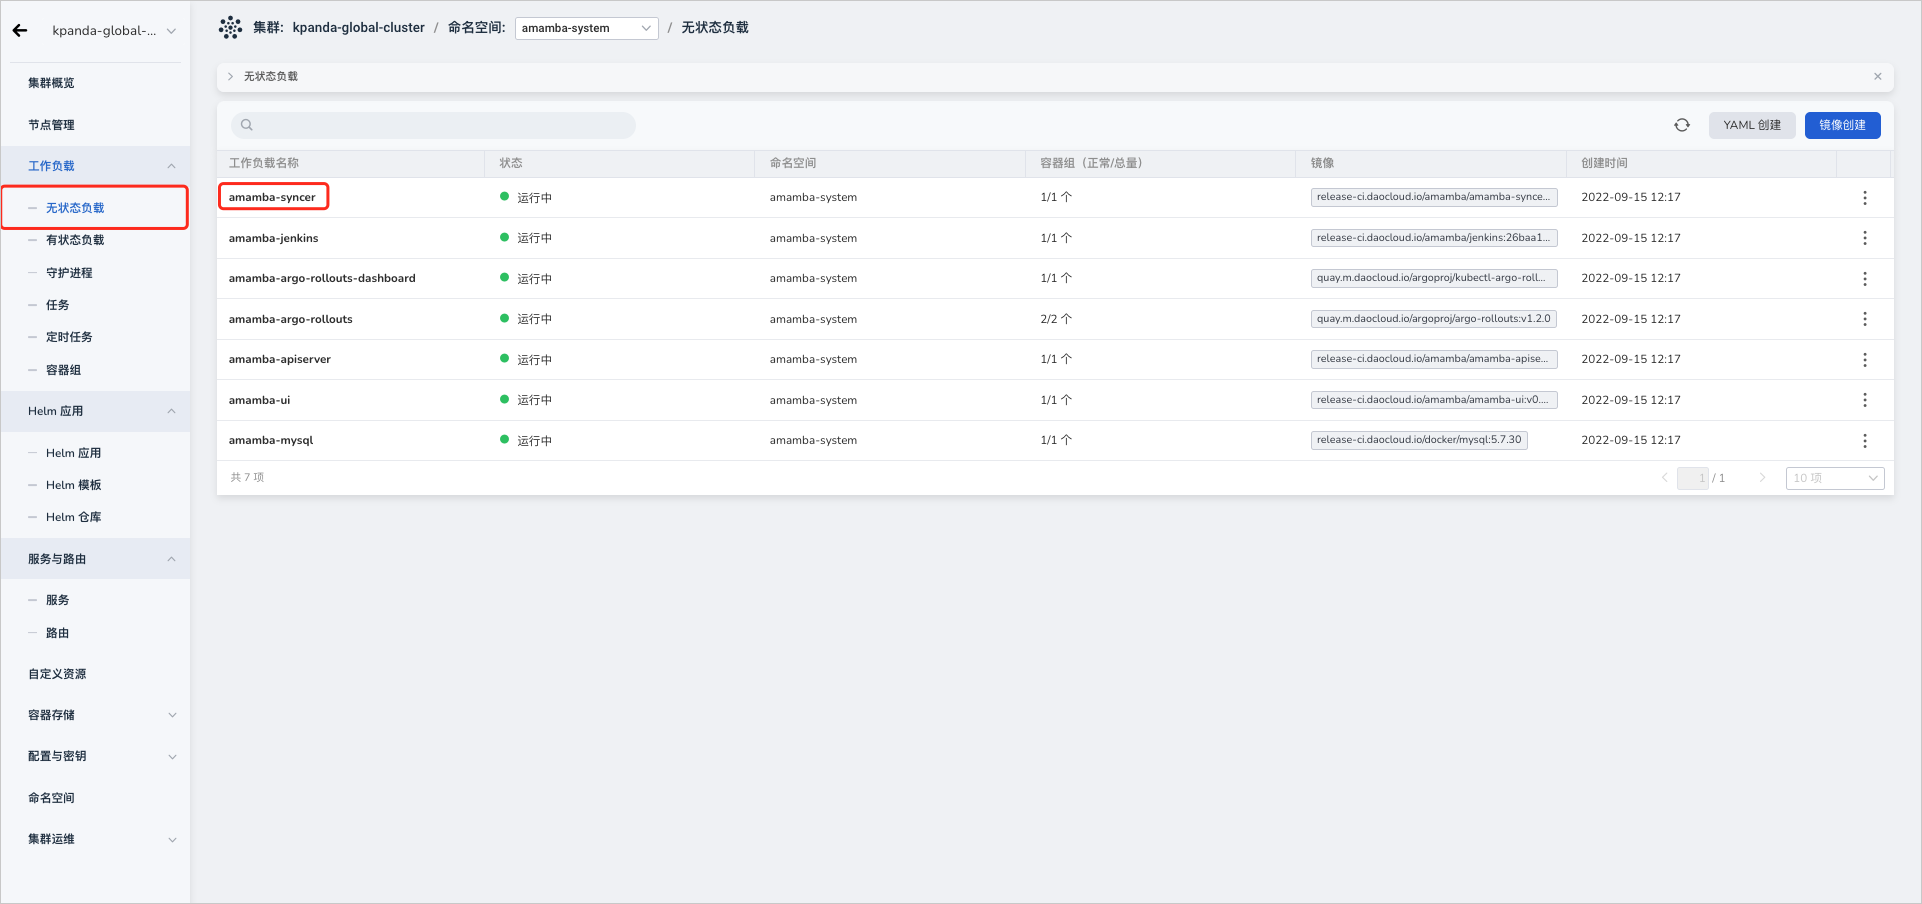 kpanda-global-...
集群: kpanda-global-cluster / 命名空间: amamba-system / 无状态负载
集群概览
节点管理
工作负载
无状态负载
有状态负载
守护进程
任务
定时任务
容器组
Helm 应用
Helm 应用
Helm 模板
Helm 仓库
服务与路由
服务
路由
自定义资源
容器存储
配置与密钥
命名空间
集群运维
无状态负载
YAML 创建 镜像创建
工作负载名称 状态 命名空间 容器组（正常/总量） 镜像 创建时间
amamba-syncer 运行中 amamba-system 1/1 个 release-ci.daocloud.io/amamba/amamba-synce... 2022-09-15 12:17
amamba-jenkins 运行中 amamba-system 1/1 个 release-ci.daocloud.io/amamba/jenkins:26baa1... 2022-09-15 12:17
amamba-argo-rollouts-dashboard 运行中 amamba-system 1/1 个 quay.m.daocloud.io/argoproj/kubectl-argo-roll... 2022-09-15 12:17
amamba-argo-rollouts 运行中 amamba-system 2/2 个 quay.m.daocloud.io/argoproj/argo-rollouts:v1.2.0 2022-09-15 12:17
amamba-apiserver 运行中 amamba-system 1/1 个 release-ci.daocloud.io/amamba/amamba-apise... 2022-09-15 12:17
amamba-ui 运行中 amamba-system 1/1 个 release-ci.daocloud.io/amamba/amamba-ui:v0.... 2022-09-15 12:17
amamba-mysql 运行中 amamba-system 1/1 个 release-ci.daocloud.io/docker/mysql:5.7.30 2022-09-15 12:17
共 7 项 1 / 1 10 项